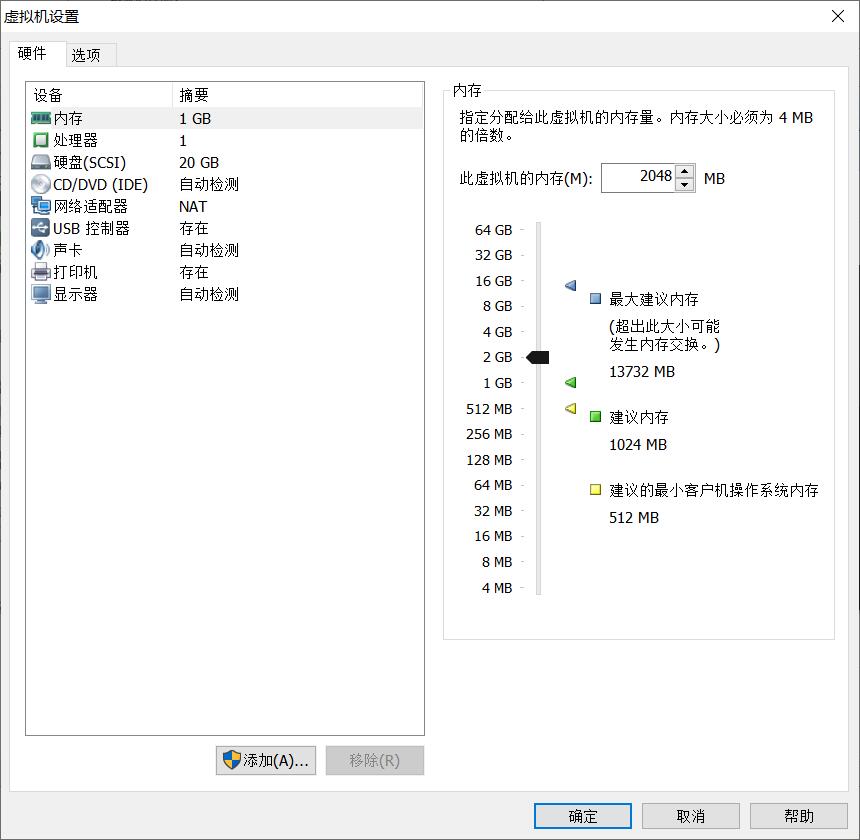 虚拟机设置
硬件 选项
设备 摘要
内存 1 GB
处理器 1
硬盘(SCSI) 20 GB
CD/DVD (IDE) 自动检测
网络适配器 NAT
USB 控制器 存在
声卡 自动检测
打印机 存在
显示器 自动检测
添加(A)... 移除(R)
内存
指定分配给此虚拟机的内存量。内存大小必须为 4 MB
的倍数。
此虚拟机的内存(M): 2048 MB
64 GB
32 GB
16 GB
8 GB
4 GB
2 GB
1 GB
512 MB
256 MB
128 MB
64 MB
32 MB
16 MB
8 MB
4 MB
最大建议内存
(超出此大小可能
发生内存交换。)
13732 MB
建议内存
1024 MB
建议的最小客户机操作系统内存
512 MB
确定 取消 帮助